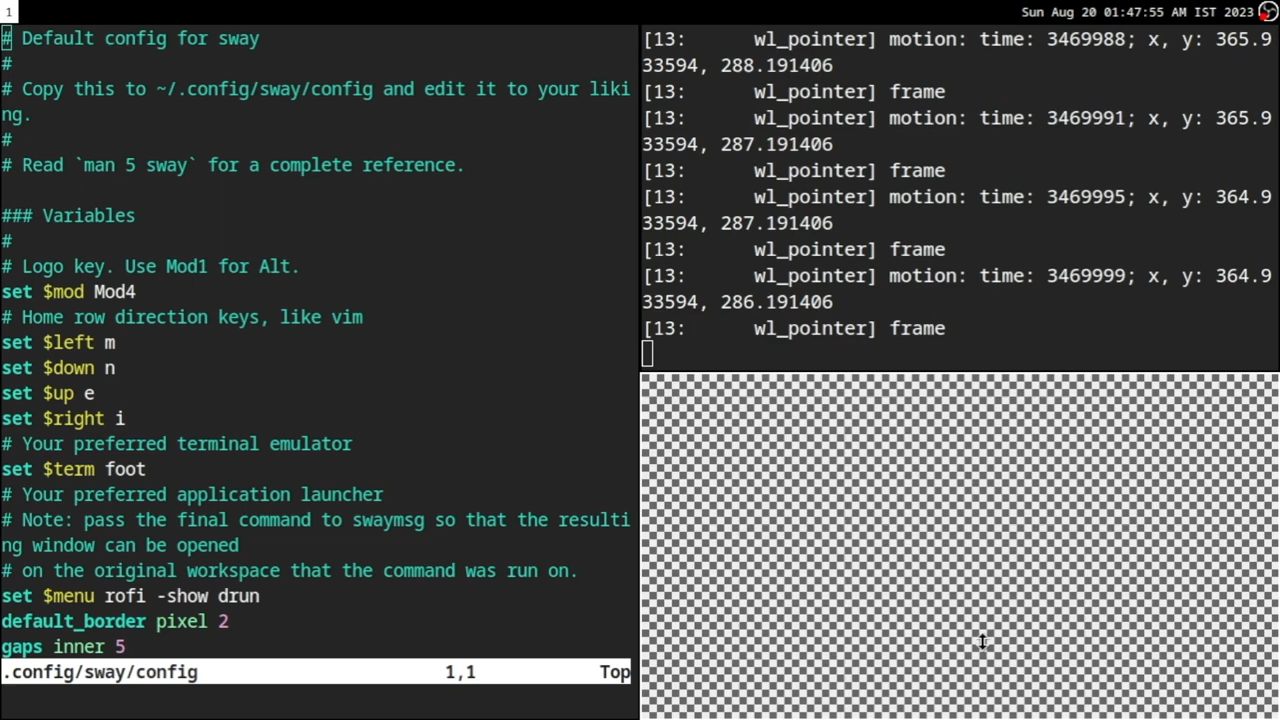 1
Sun Aug 20 01:47:55 AM IST 2023
# Default config for sway
#
# Copy this to ~/.config/sway/config and edit it to your liki
ng.
#
# Read `man 5 sway` for a complete reference.
### Variables
#
# Logo key. Use Mod1 for Alt.
set $mod Mod4
# Home row direction keys, like vim
set $left m
set $down n
set $up e
set $right i
# Your preferred terminal emulator
set $term foot
# Your preferred application launcher
# Note: pass the final command to swaymsg so that the resulti
ng window can be opened
# on the original workspace that the command was run on.
set $menu rofi -show drun
default_border pixel 2
gaps inner 5
.config/sway/config 1,1 Top
[13: wl_pointer] motion: time: 3469988; x, y: 365.9
33594, 288.191406
[13: wl_pointer] frame
[13: wl_pointer] motion: time: 3469991; x, y: 365.9
33594, 287.191406
[13: wl_pointer] frame
[13: wl_pointer] motion: time: 3469995; x, y: 364.9
33594, 287.191406
[13: wl_pointer] frame
[13: wl_pointer] motion: time: 3469999; x, y: 364.9
33594, 286.191406
[13: wl_pointer] frame